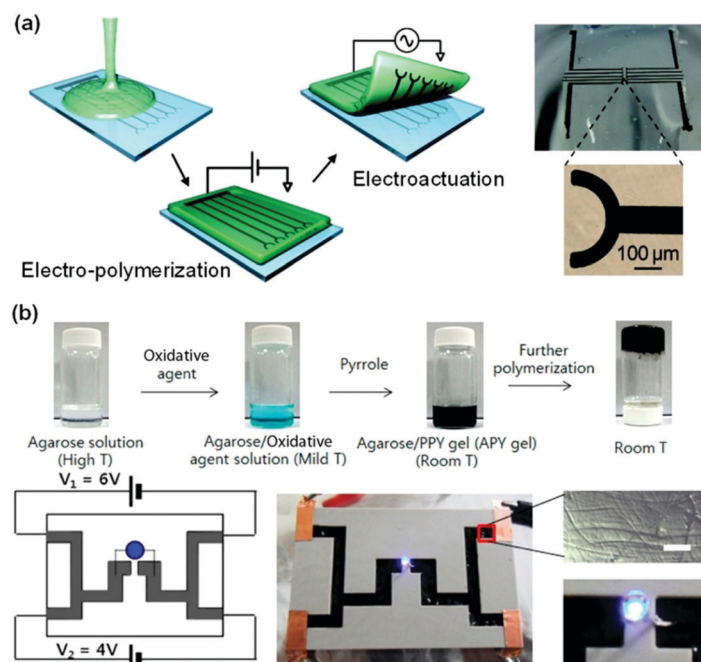 (a)
Electroactuation
Electro-polymerization
100 µm
(b)
Oxidative
agent
Pyrrole
Further
polymerization
Agarose solution
(High T)
Agarose/Oxidative
agent solution (Mild T)
Agarose/PPY gel (APY gel)
(Room T)
Room T
V₁ = 6V
V₂ = 4V